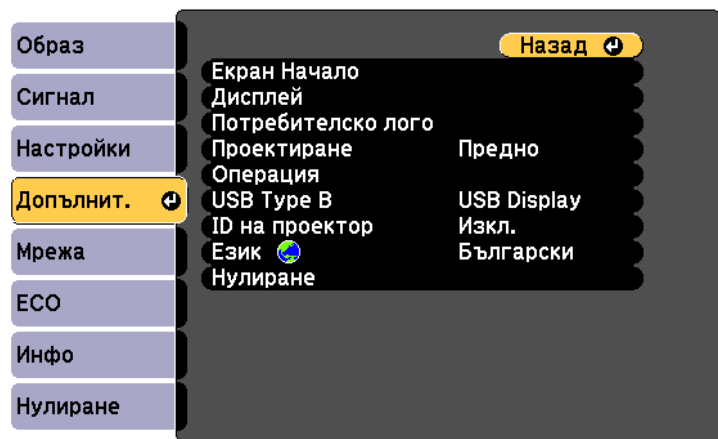 Образ
Сигнал
Настройки
Допълнит.
Мрежа
ECO
Инфо
Нулиране
Назад
Екран Начало
Дисплей
Потребителско лого
Проектиране Предно
Операция
USB Type B USB Display
ID на проектор Изкл.
Език Български
Нулиране